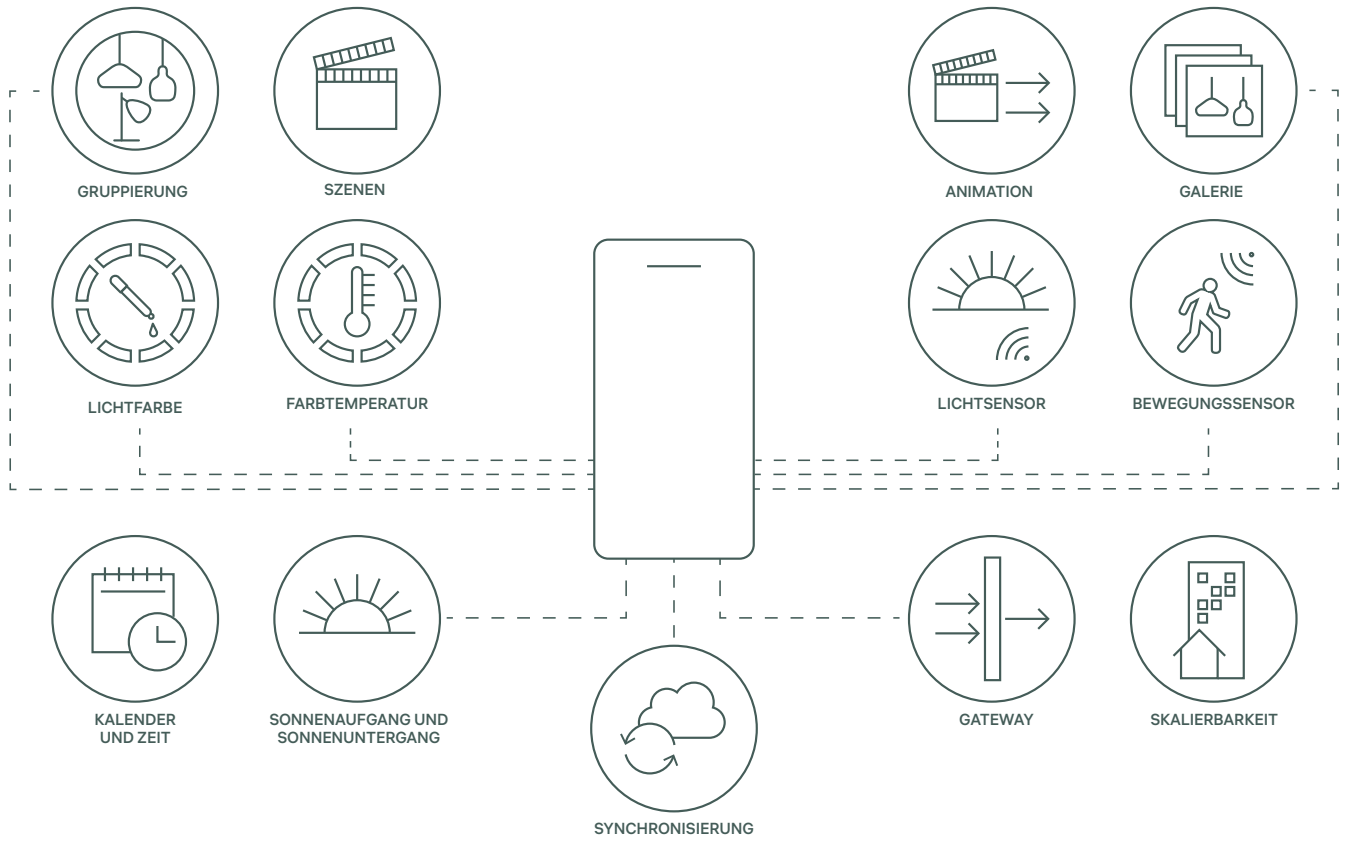 GRUPPIERUNG
SZENEN
ANIMATION
GALERIE
LICHTFARBE
FARBTEMPERATUR
LICHTSENSOR
BEWEGUNGSSENSOR
KALENDER
UND ZEIT
SONNENAUFGANG UND
SONNENUNTERGANG
GATEWAY
SKALIERBARKEIT
SYNCHRONISIERUNG